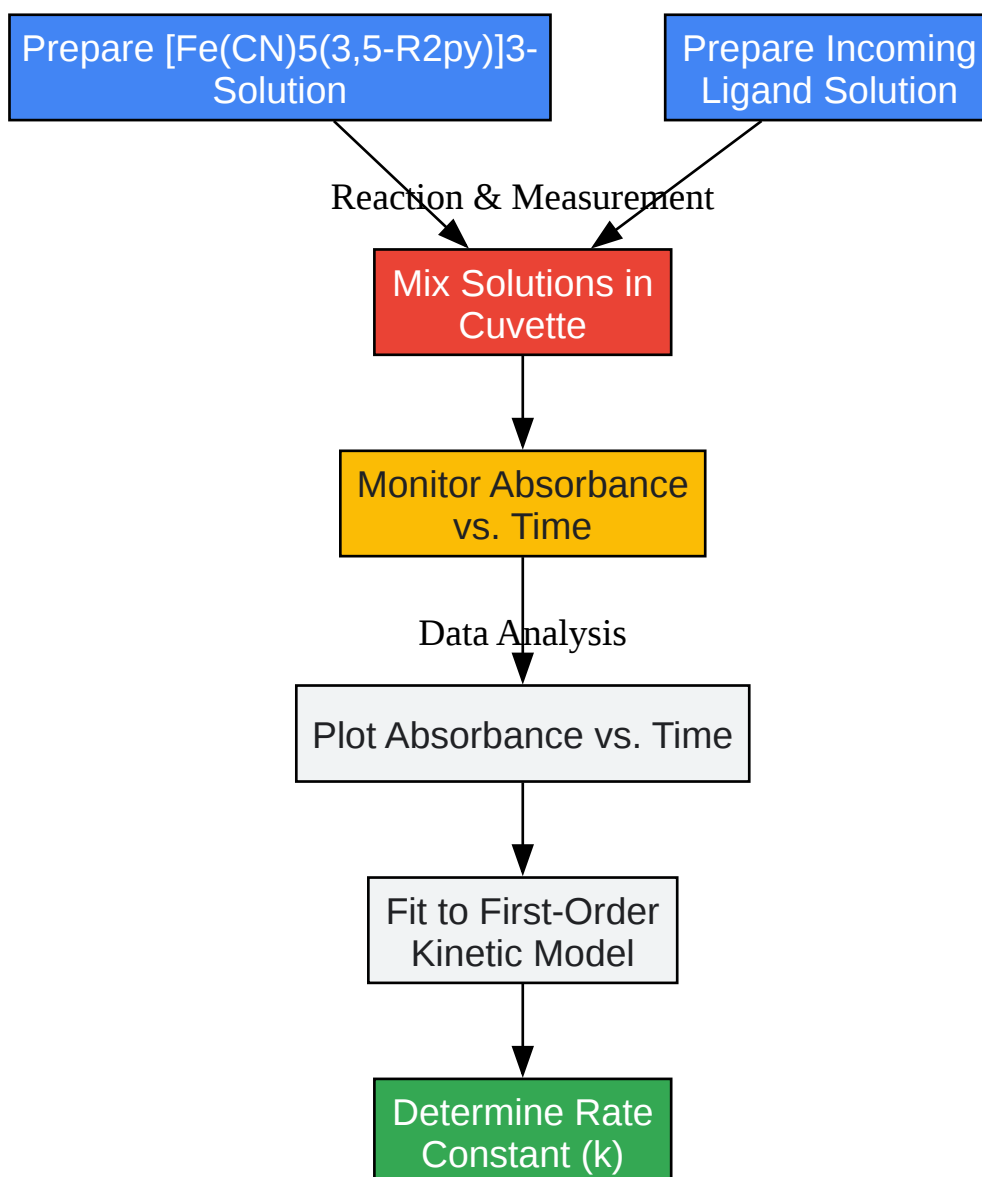 Prepare [Fe(CN)5(3,5-R2py)]3-
Solution
Prepare Incoming
Ligand Solution
Reaction & Measurement
Mix Solutions in
Cuvette
Monitor Absorbance
vs. Time
Data Analysis
Plot Absorbance vs. Time
Fit to First-Order
Kinetic Model
Determine Rate
Constant (k)